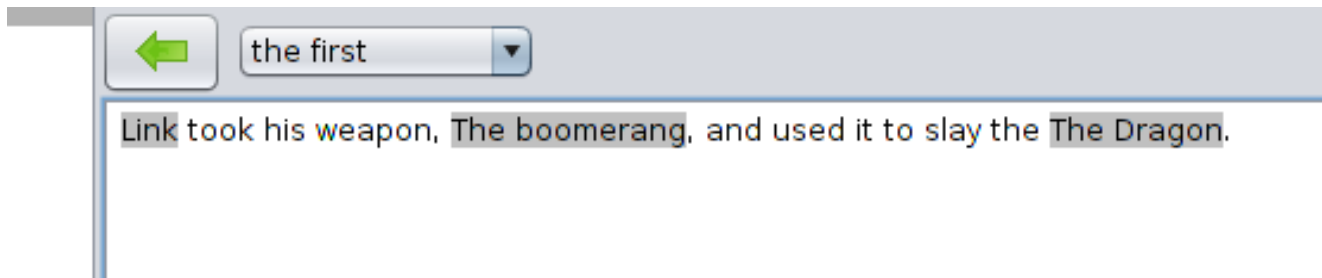 the first
Link took his weapon, The boomerang, and used it to slay the The Dragon.